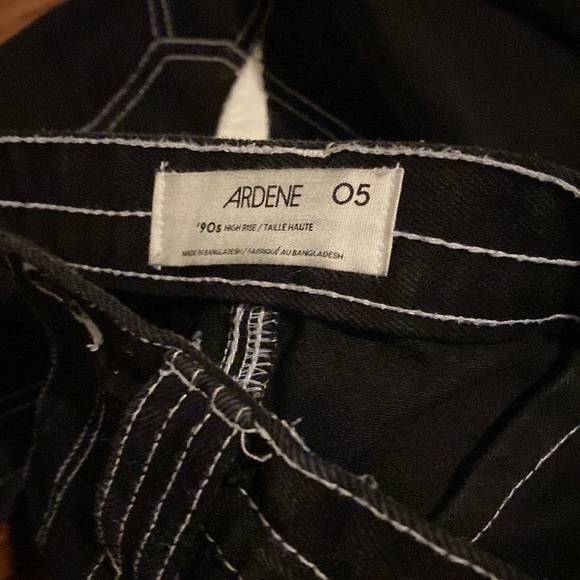 ARDENE 05
'90s HIGH RISE / TAILLE HAUTE
MADE IN BANGLADESH / FABRIQUÉ AU BANGLADESH